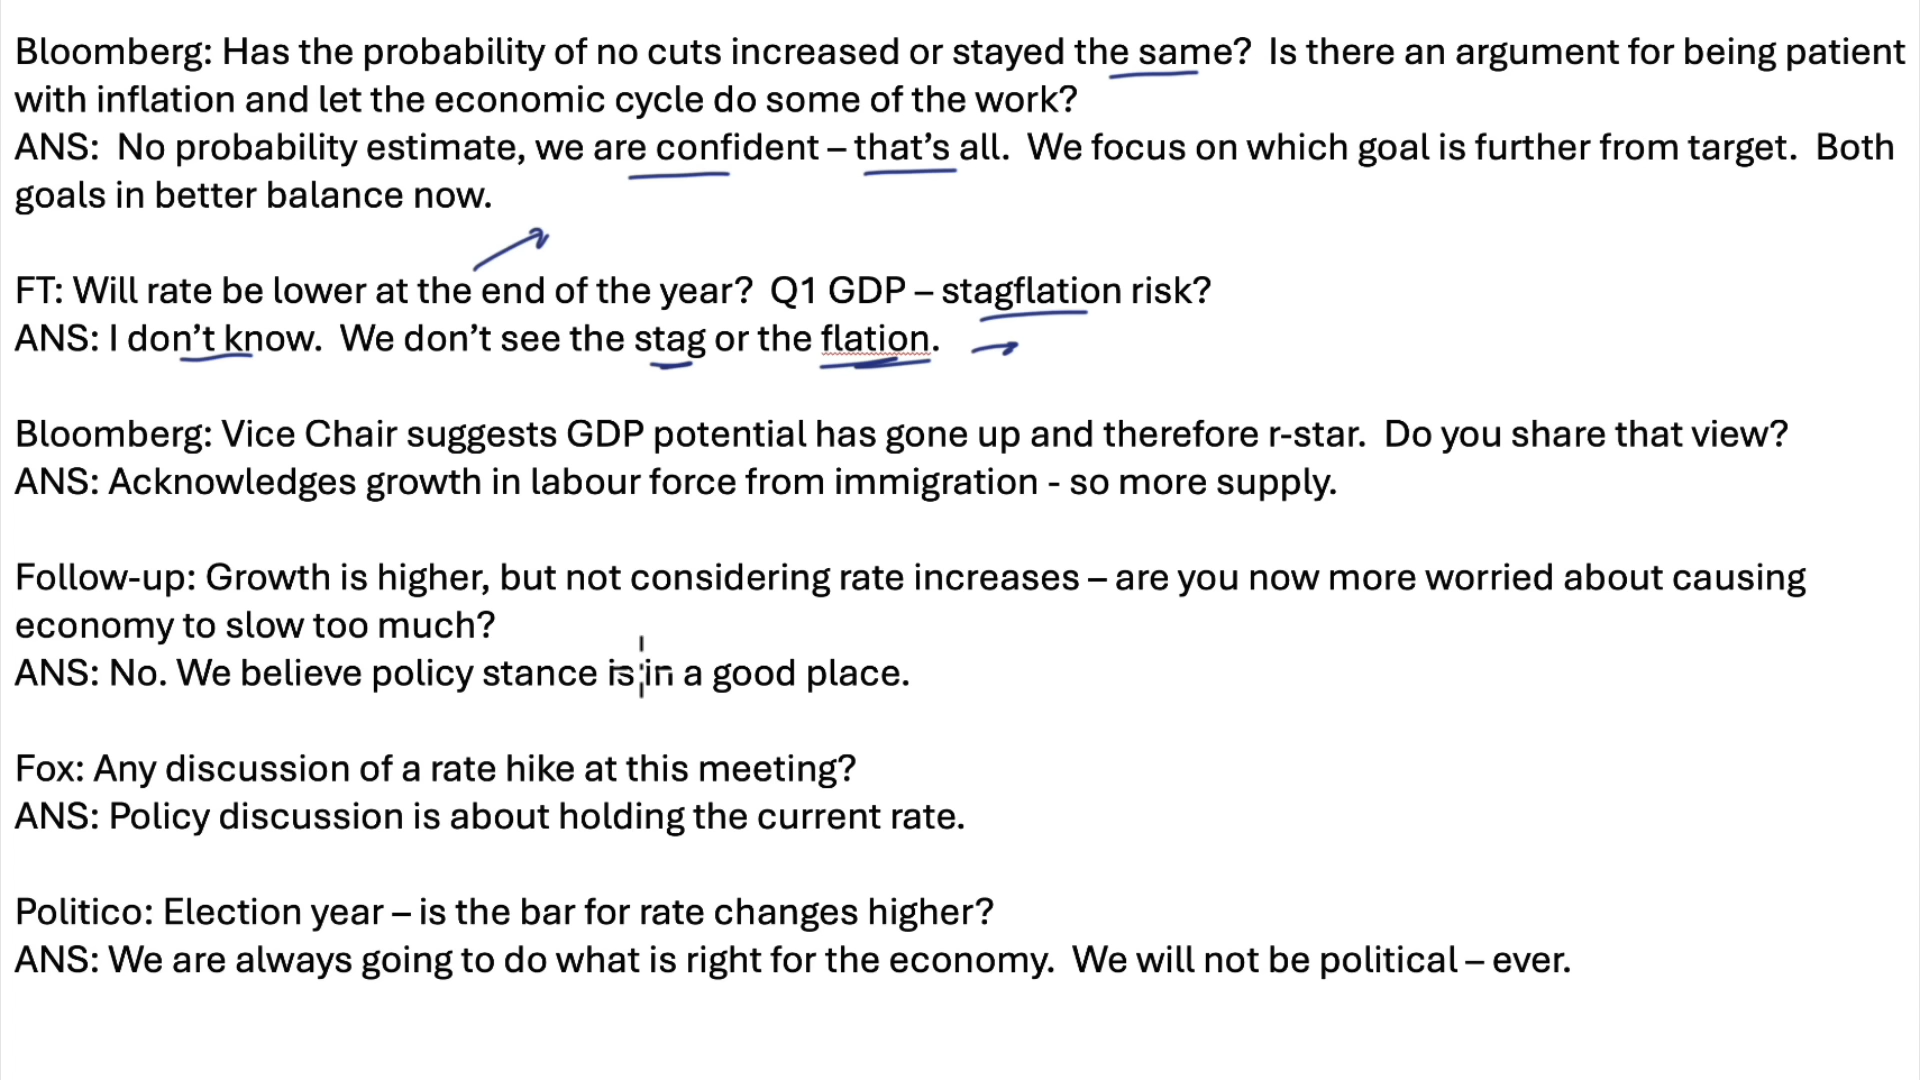 Bloomberg: Has the probability of no cuts increased or stayed the same?  Is there an argument for being patient
with inflation and let the economic cycle do some of the work?
ANS:  No probability estimate, we are confident – that’s all.  We focus on which goal is further from target.  Both
goals in better balance now.
FT: Will rate be lower at the end of the year?  Q1 GDP – stagflation risk?
ANS: I don’t know.  We don’t see the stag or the flation.
Bloomberg: Vice Chair suggests GDP potential has gone up and therefore r-star.  Do you share that view?
ANS: Acknowledges growth in labour force from immigration - so more supply.
Follow-up: Growth is higher, but not considering rate increases – are you now more worried about causing
economy to slow too much?
ANS: No. We believe policy stance is in a good place.
Fox: Any discussion of a rate hike at this meeting?
ANS: Policy discussion is about holding the current rate.
Politico: Election year – is the bar for rate changes higher?
ANS: We are always going to do what is right for the economy.  We will not be political – ever.